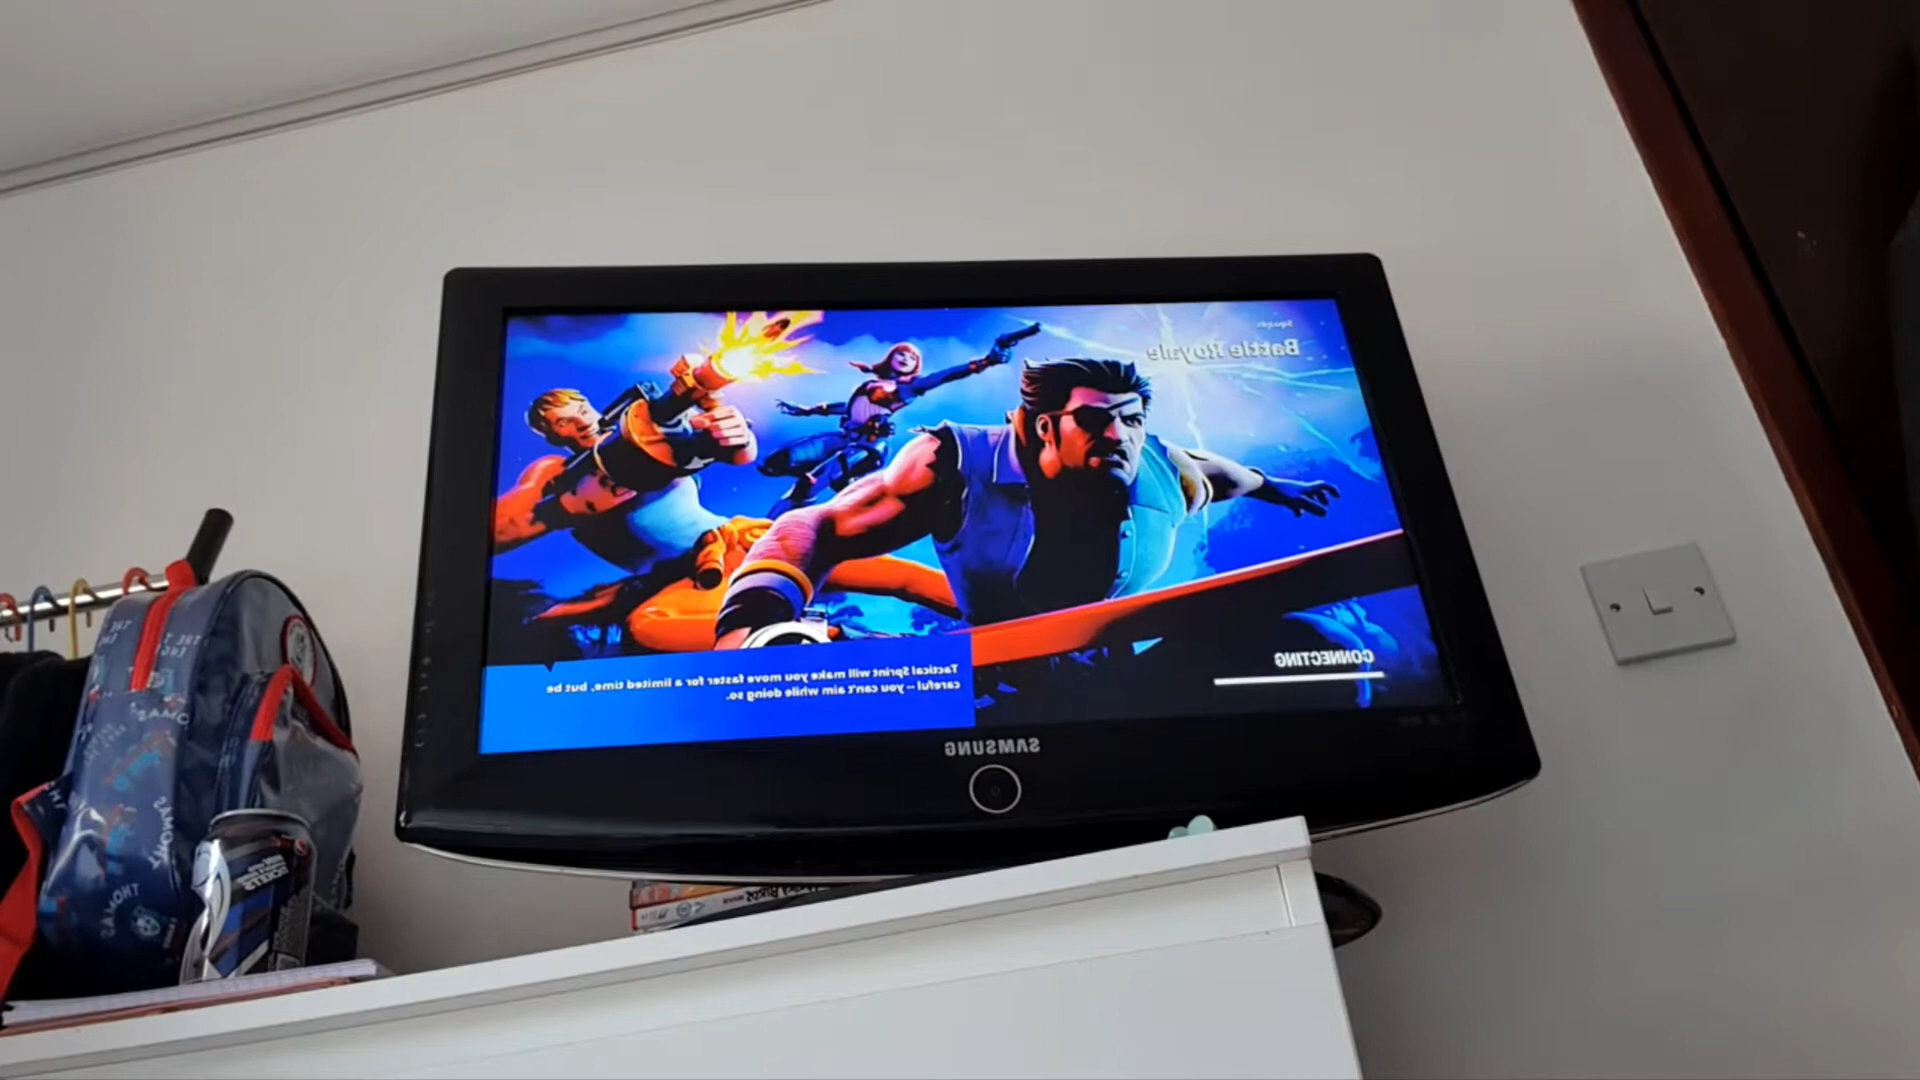 Squads
Battle Royale
CONNECTING
Tactical Sprint will make you move faster for a limited time, but be
careful -- you can't aim while doing so.
SAMSUNG
THOMAS
THOMAS